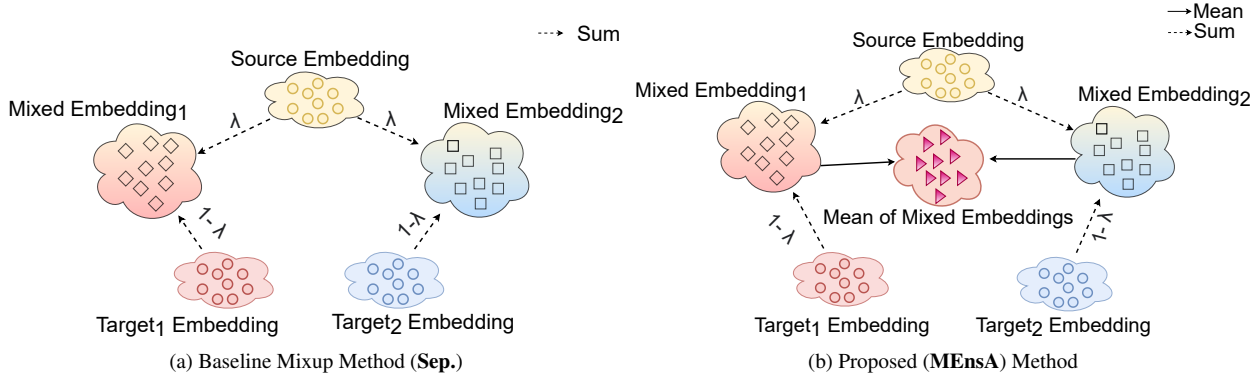 Sum
Source Embedding
Mixed Embedding1
Mixed Embedding2
λ
λ
1-λ
1-λ
Target1 Embedding
Target2 Embedding
(a) Baseline Mixup Method (Sep.)
Mean
Sum
Source Embedding
Mixed Embedding1
Mixed Embedding2
λ
λ
Mean of Mixed Embeddings
1-λ
1-λ
Target1 Embedding
Target2 Embedding
(b) Proposed (MEnsA) Method